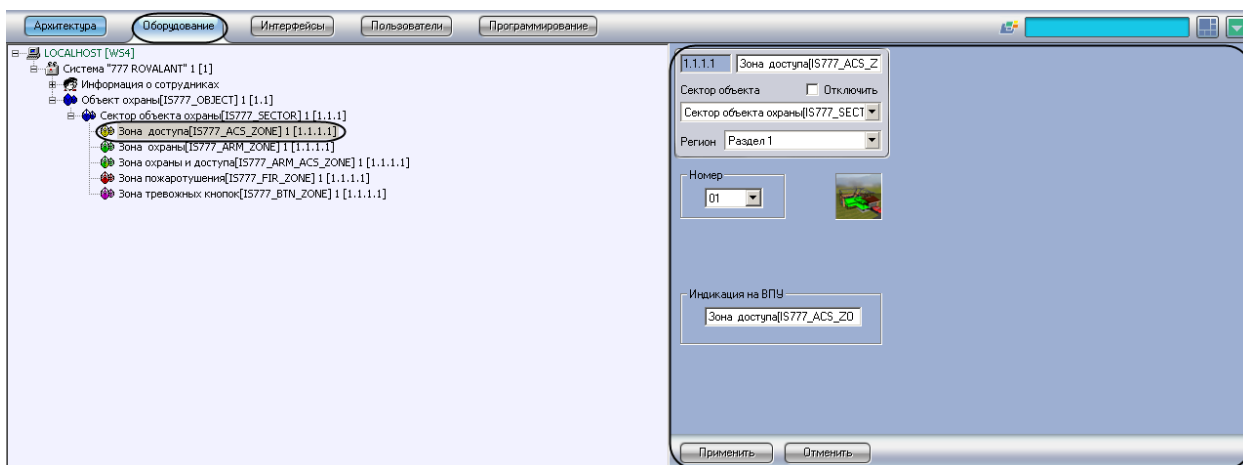 Архитектура Оборудование Интерфейсы Пользователи Программирование
LOCALHOST [WS4]
Система "777 ROVALANT" 1 [1]
Информация о сотрудниках
Объект охраны[IS777_OBJECT] 1 [1.1]
Сектор объекта охраны[IS777_SECTOR] 1 [1.1.1]
Зона доступа[IS777_ACS_ZONE] 1 [1.1.1.1]
Зона охраны[IS777_ARM_ZONE] 1 [1.1.1.1]
Зона охраны и доступа[IS777_ARM_ACS_ZONE] 1 [1.1.1.1]
Зона пожаротушения[IS777_FIR_ZONE] 1 [1.1.1.1]
Зона тревожных кнопок[IS777_BTN_ZONE] 1 [1.1.1.1]
1.1.1.1 Зона доступа[IS777_ACS_Z
Сектор объекта Отключить
Сектор объекта охраны[IS777_SECT
Регион Раздел 1
Номер
01
Индикация на ВПУ
Зона доступа[IS777_ACS_ZO
Применить Отменить